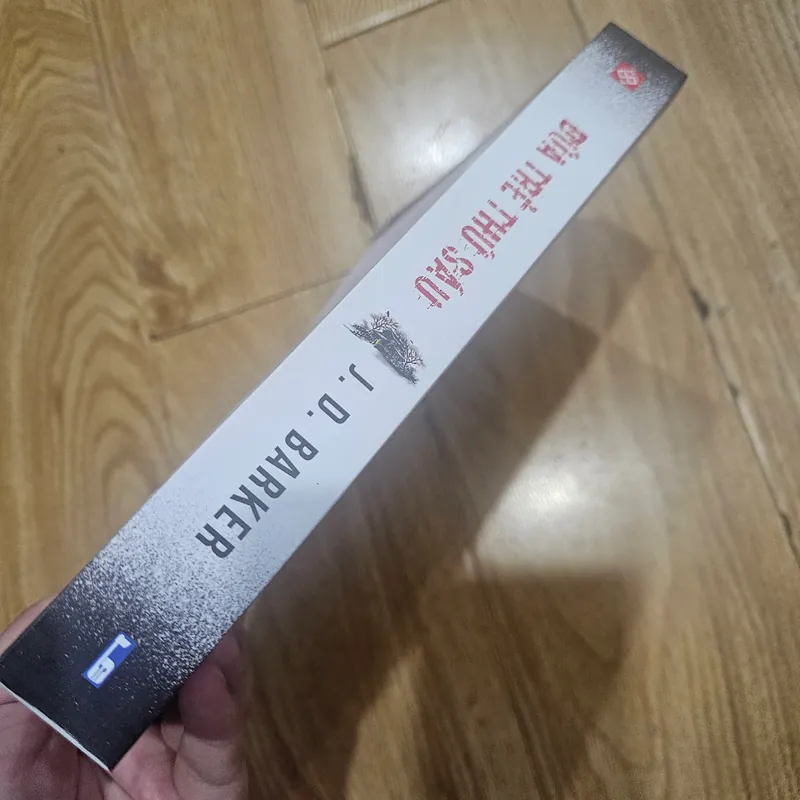 ĐỨA TRẺ THỨ SÁU
J. D. BARKER